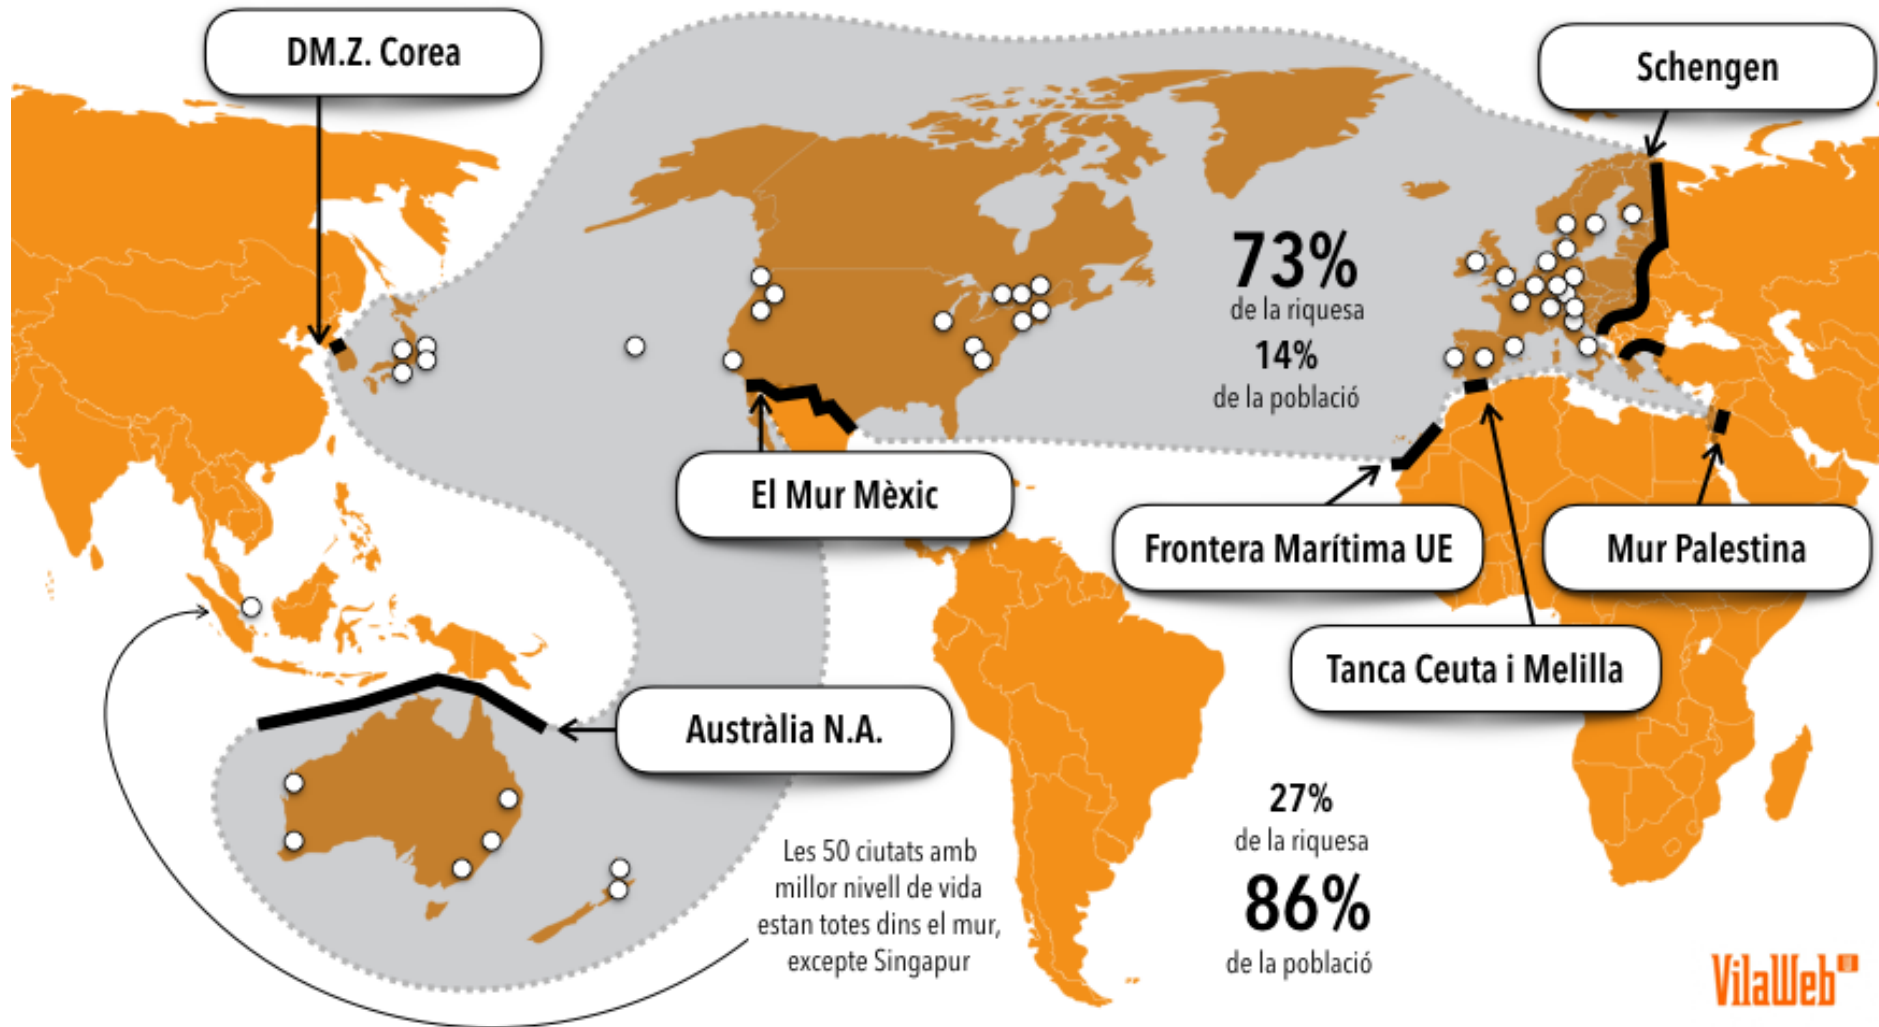 DM.Z. Corea
Schengen
73%
de la riquesa
14%
de la població
El Mur Mèxic
Frontera Marítima UE
Mur Palestina
Tanca Ceuta i Melilla
Austràlia N.A.
27%
de la riquesa
86%
de la població
Les 50 ciutats amb
millor nivell de vida
estan totes dins el mur,
excepte Singapur
VilaWeb